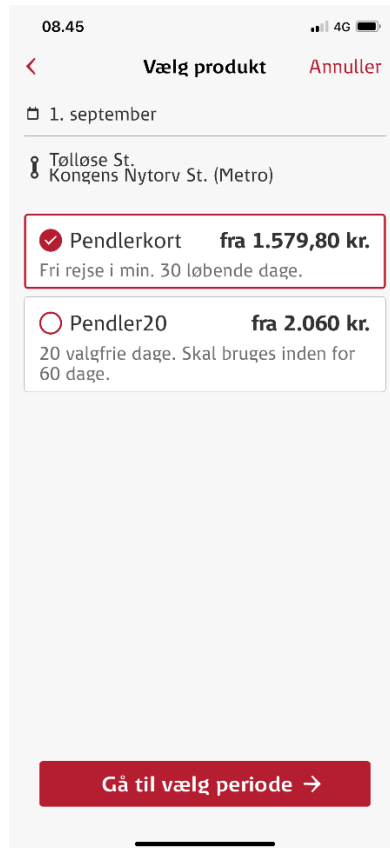 08.45
4G
Vælg produkt
Annuller
1. september
Tølløse St.
Kongens Nytorv St. (Metro)
Pendlerkort fra 1.579,80 kr.
Fri rejse i min. 30 løbende dage.
Pendler20 fra 2.060 kr.
20 valgfrie dage. Skal bruges inden for
60 dage.
Gå til vælg periode →